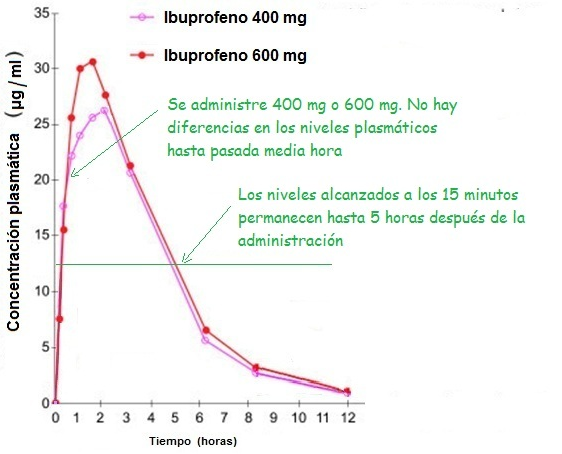 35
Ibuprofeno 400 mg
Ibuprofeno 600 mg
30
Se administre 400 mg o 600 mg. No hay
diferencias en los niveles plasmáticos
hasta pasada media hora
25
20
Los niveles alcanzados a los 15 minutos
permanecen hasta 5 horas después de la
administración
15
10
5
0
Concentración plasmática (µg/ml)
0 1 2 3 4 5 6 7 8 9 10 11 12
Tiempo (horas)